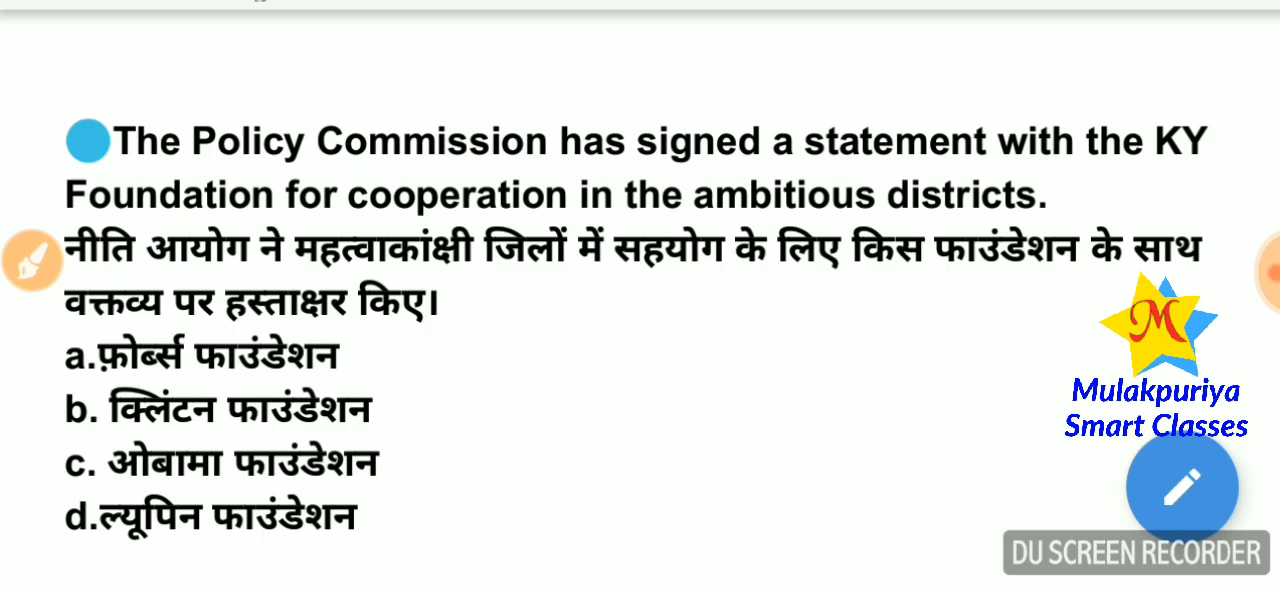 The Policy Commission has signed a statement with the KY
Foundation for cooperation in the ambitious districts.
नीति आयोग ने महत्वाकांक्षी जिलों में सहयोग के लिए किस फाउंडेशन के साथ
वक्तव्य पर हस्ताक्षर किए।
a.फ़ोर्ब्स फाउंडेशन
b. क्लिंटन फाउंडेशन
c. ओबामा फाउंडेशन
d.ल्यूपिन फाउंडेशन
M
Mulakpuriya
Smart Classes
DU SCREEN RECORDER